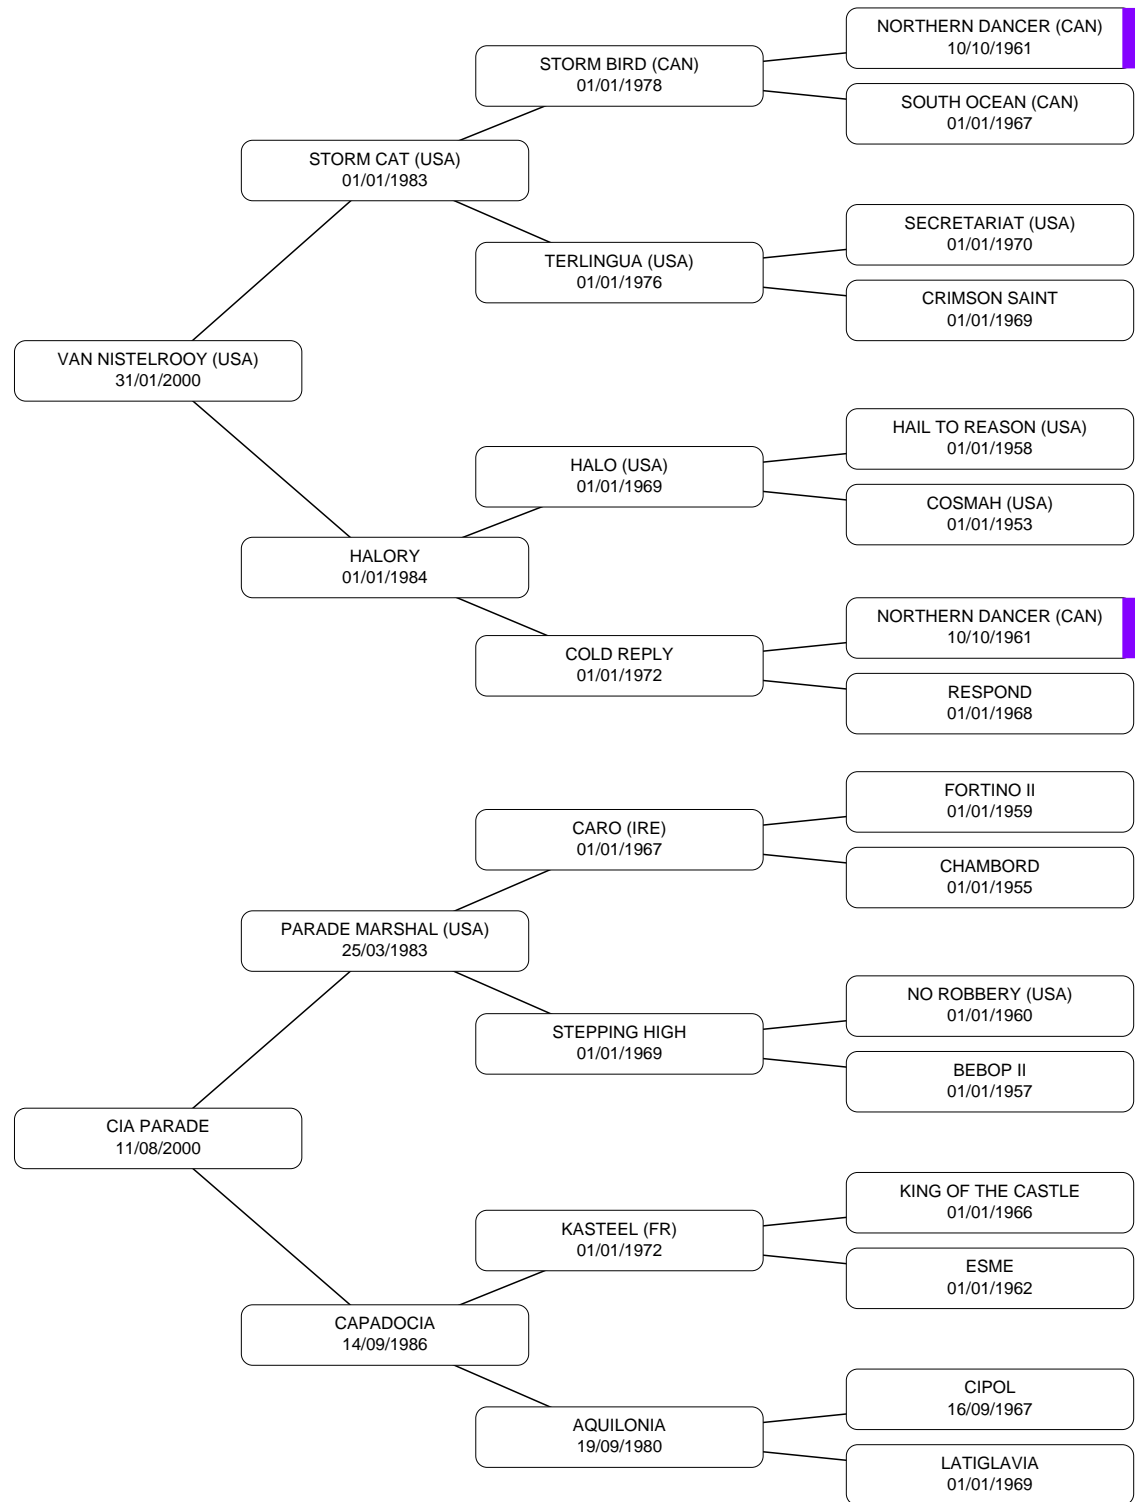 NORTHERN DANCER (CAN)
10/10/1961
STORM BIRD (CAN)
01/01/1978
SOUTH OCEAN (CAN)
01/01/1967
STORM CAT (USA)
01/01/1983
SECRETARIAT (USA)
01/01/1970
TERLINGUA (USA)
01/01/1976
CRIMSON SAINT
01/01/1969
VAN NISTELROOY (USA)
31/01/2000
HAIL TO REASON (USA)
01/01/1958
HALO (USA)
01/01/1969
COSMAH (USA)
01/01/1953
HALORY
01/01/1984
NORTHERN DANCER (CAN)
10/10/1961
COLD REPLY
01/01/1972
RESPOND
01/01/1968
FORTINO II
01/01/1959
CARO (IRE)
01/01/1967
CHAMBORD
01/01/1955
PARADE MARSHAL (USA)
25/03/1983
NO ROBBERY (USA)
01/01/1960
STEPPING HIGH
01/01/1969
BEBOP II
01/01/1957
CIA PARADE
11/08/2000
KING OF THE CASTLE
01/01/1966
KASTEEL (FR)
01/01/1972
ESME
01/01/1962
CAPADOCIA
14/09/1986
CIPOL
16/09/1967
AQUILONIA
19/09/1980
LATIGLAVIA
01/01/1969